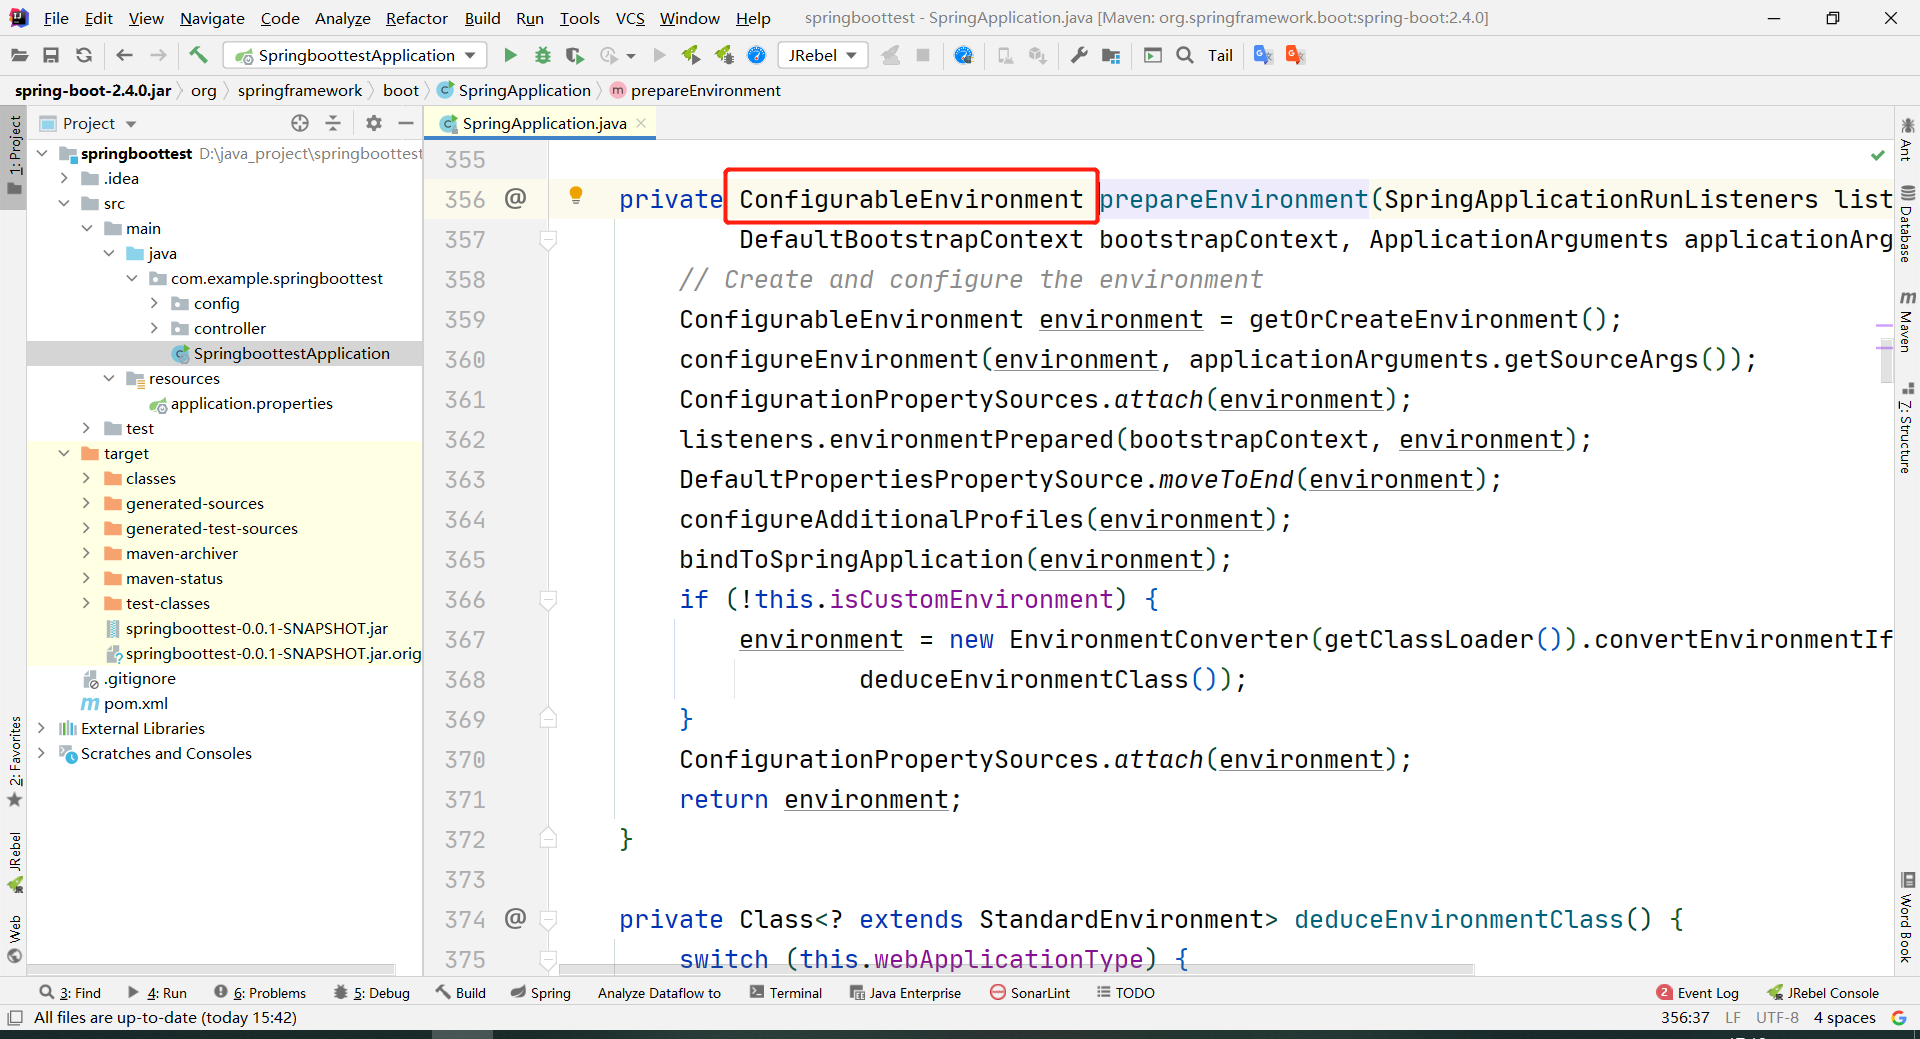 File Edit View Navigate Code Analyze Refactor Build Run Tools VCS Window Help springboottest - SpringApplication.java [Maven: org.springframework.boot:spring-boot:2.4.0]
SpringboottestApplication JRebel Tail
spring-boot-2.4.0.jar org springframework boot SpringApplication prepareEnvironment
Project
SpringApplication.java
springboottest D:\java_project\springboottest
.idea
src
main
java
com.example.springboottest
config
controller
SpringboottestApplication
resources
application.properties
test
target
classes
generated-sources
generated-test-sources
maven-archiver
maven-status
test-classes
springboottest-0.0.1-SNAPSHOT.jar
springboottest-0.0.1-SNAPSHOT.jar.orig
.gitignore
pom.xml
External Libraries
Scratches and Consoles
1: Project
2: Favorites
JRebel
Web
355
356 @ private ConfigurableEnvironment prepareEnvironment(SpringApplicationRunListeners list
357 DefaultBootstrapContext bootstrapContext, ApplicationArguments applicationArg
358 // Create and configure the environment
359 ConfigurableEnvironment environment = getOrCreateEnvironment();
360 configureEnvironment(environment, applicationArguments.getSourceArgs());
361 ConfigurationPropertySources.attach(environment);
362 listeners.environmentPrepared(bootstrapContext, environment);
363 DefaultPropertiesPropertySource.moveToEnd(environment);
364 configureAdditionalProfiles(environment);
365 bindToSpringApplication(environment);
366 if (!this.isCustomEnvironment) {
367 environment = new EnvironmentConverter(getClassLoader()).convertEnvironmentIf
368 deduceEnvironmentClass());
369 }
370 ConfigurationPropertySources.attach(environment);
371 return environment;
372 }
373
374 @ private Class<? extends StandardEnvironment> deduceEnvironmentClass() {
375 switch (this.webApplicationType) {
Ant
Database
Maven
7: Structure
Word Book
3: Find 4: Run 6: Problems 5: Debug Build Spring Analyze Dataflow to Terminal Java Enterprise SonarLint TODO 2 Event Log JRebel Console
All files are up-to-date (today 15:42) 356:37 LF UTF-8 4 spaces